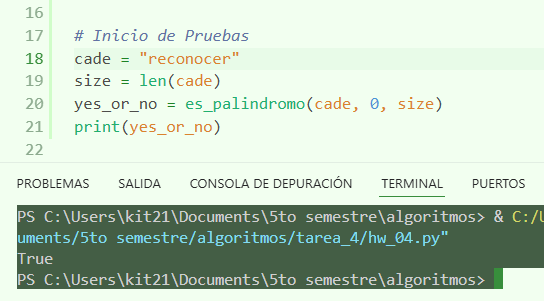 16
17 # Inicio de Pruebas
18 cade = "reconocer"
19 size = len(cade)
20 yes_or_no = es_palindromo(cade, 0, size)
21 print(yes_or_no)
22
PROBLEMAS SALIDA CONSOLA DE DEPURACIÓN TERMINAL PUERTOS
PS C:\Users\kit21\Documents\5to semestre\algoritmos> & C:/U
uments/5to semestre/algoritmos/tarea_4/hw_04.py"
True
PS C:\Users\kit21\Documents\5to semestre\algoritmos>